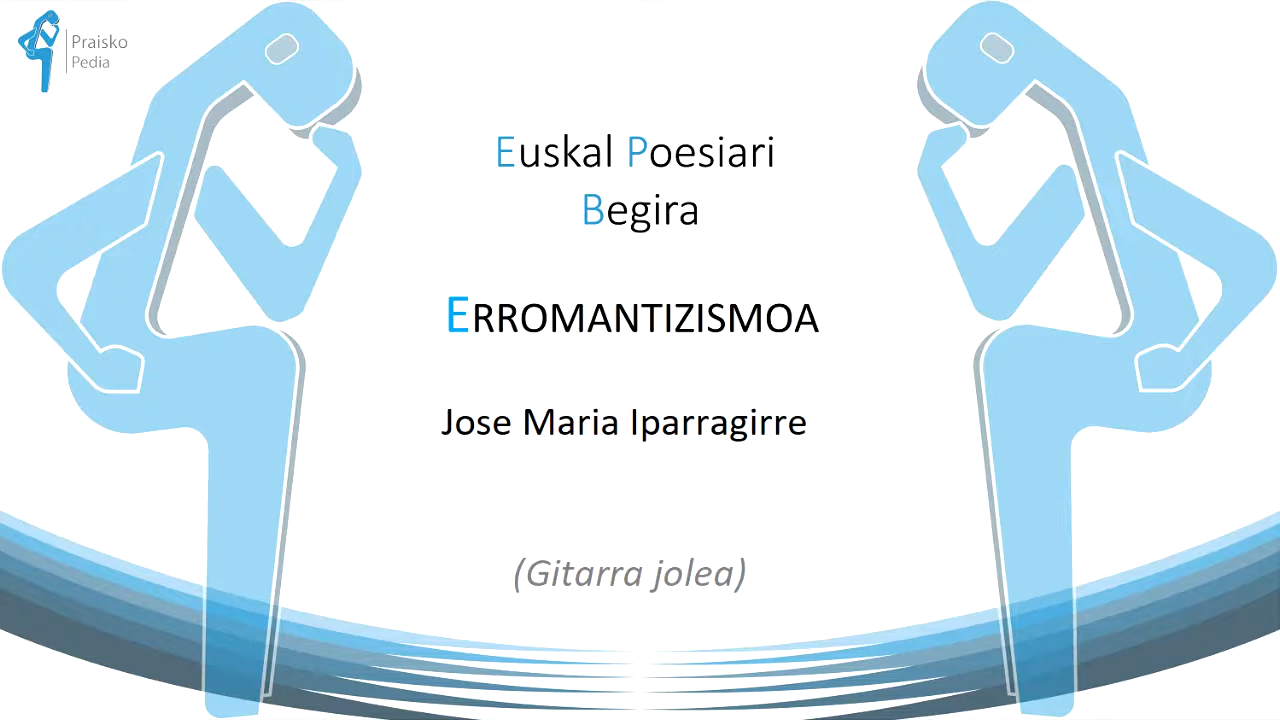 Praisko
Pedia
Euskal Poesiari
Begira
ERROMANTIZISMOA
Jose Maria Iparragirre
(Gitarra jolea)